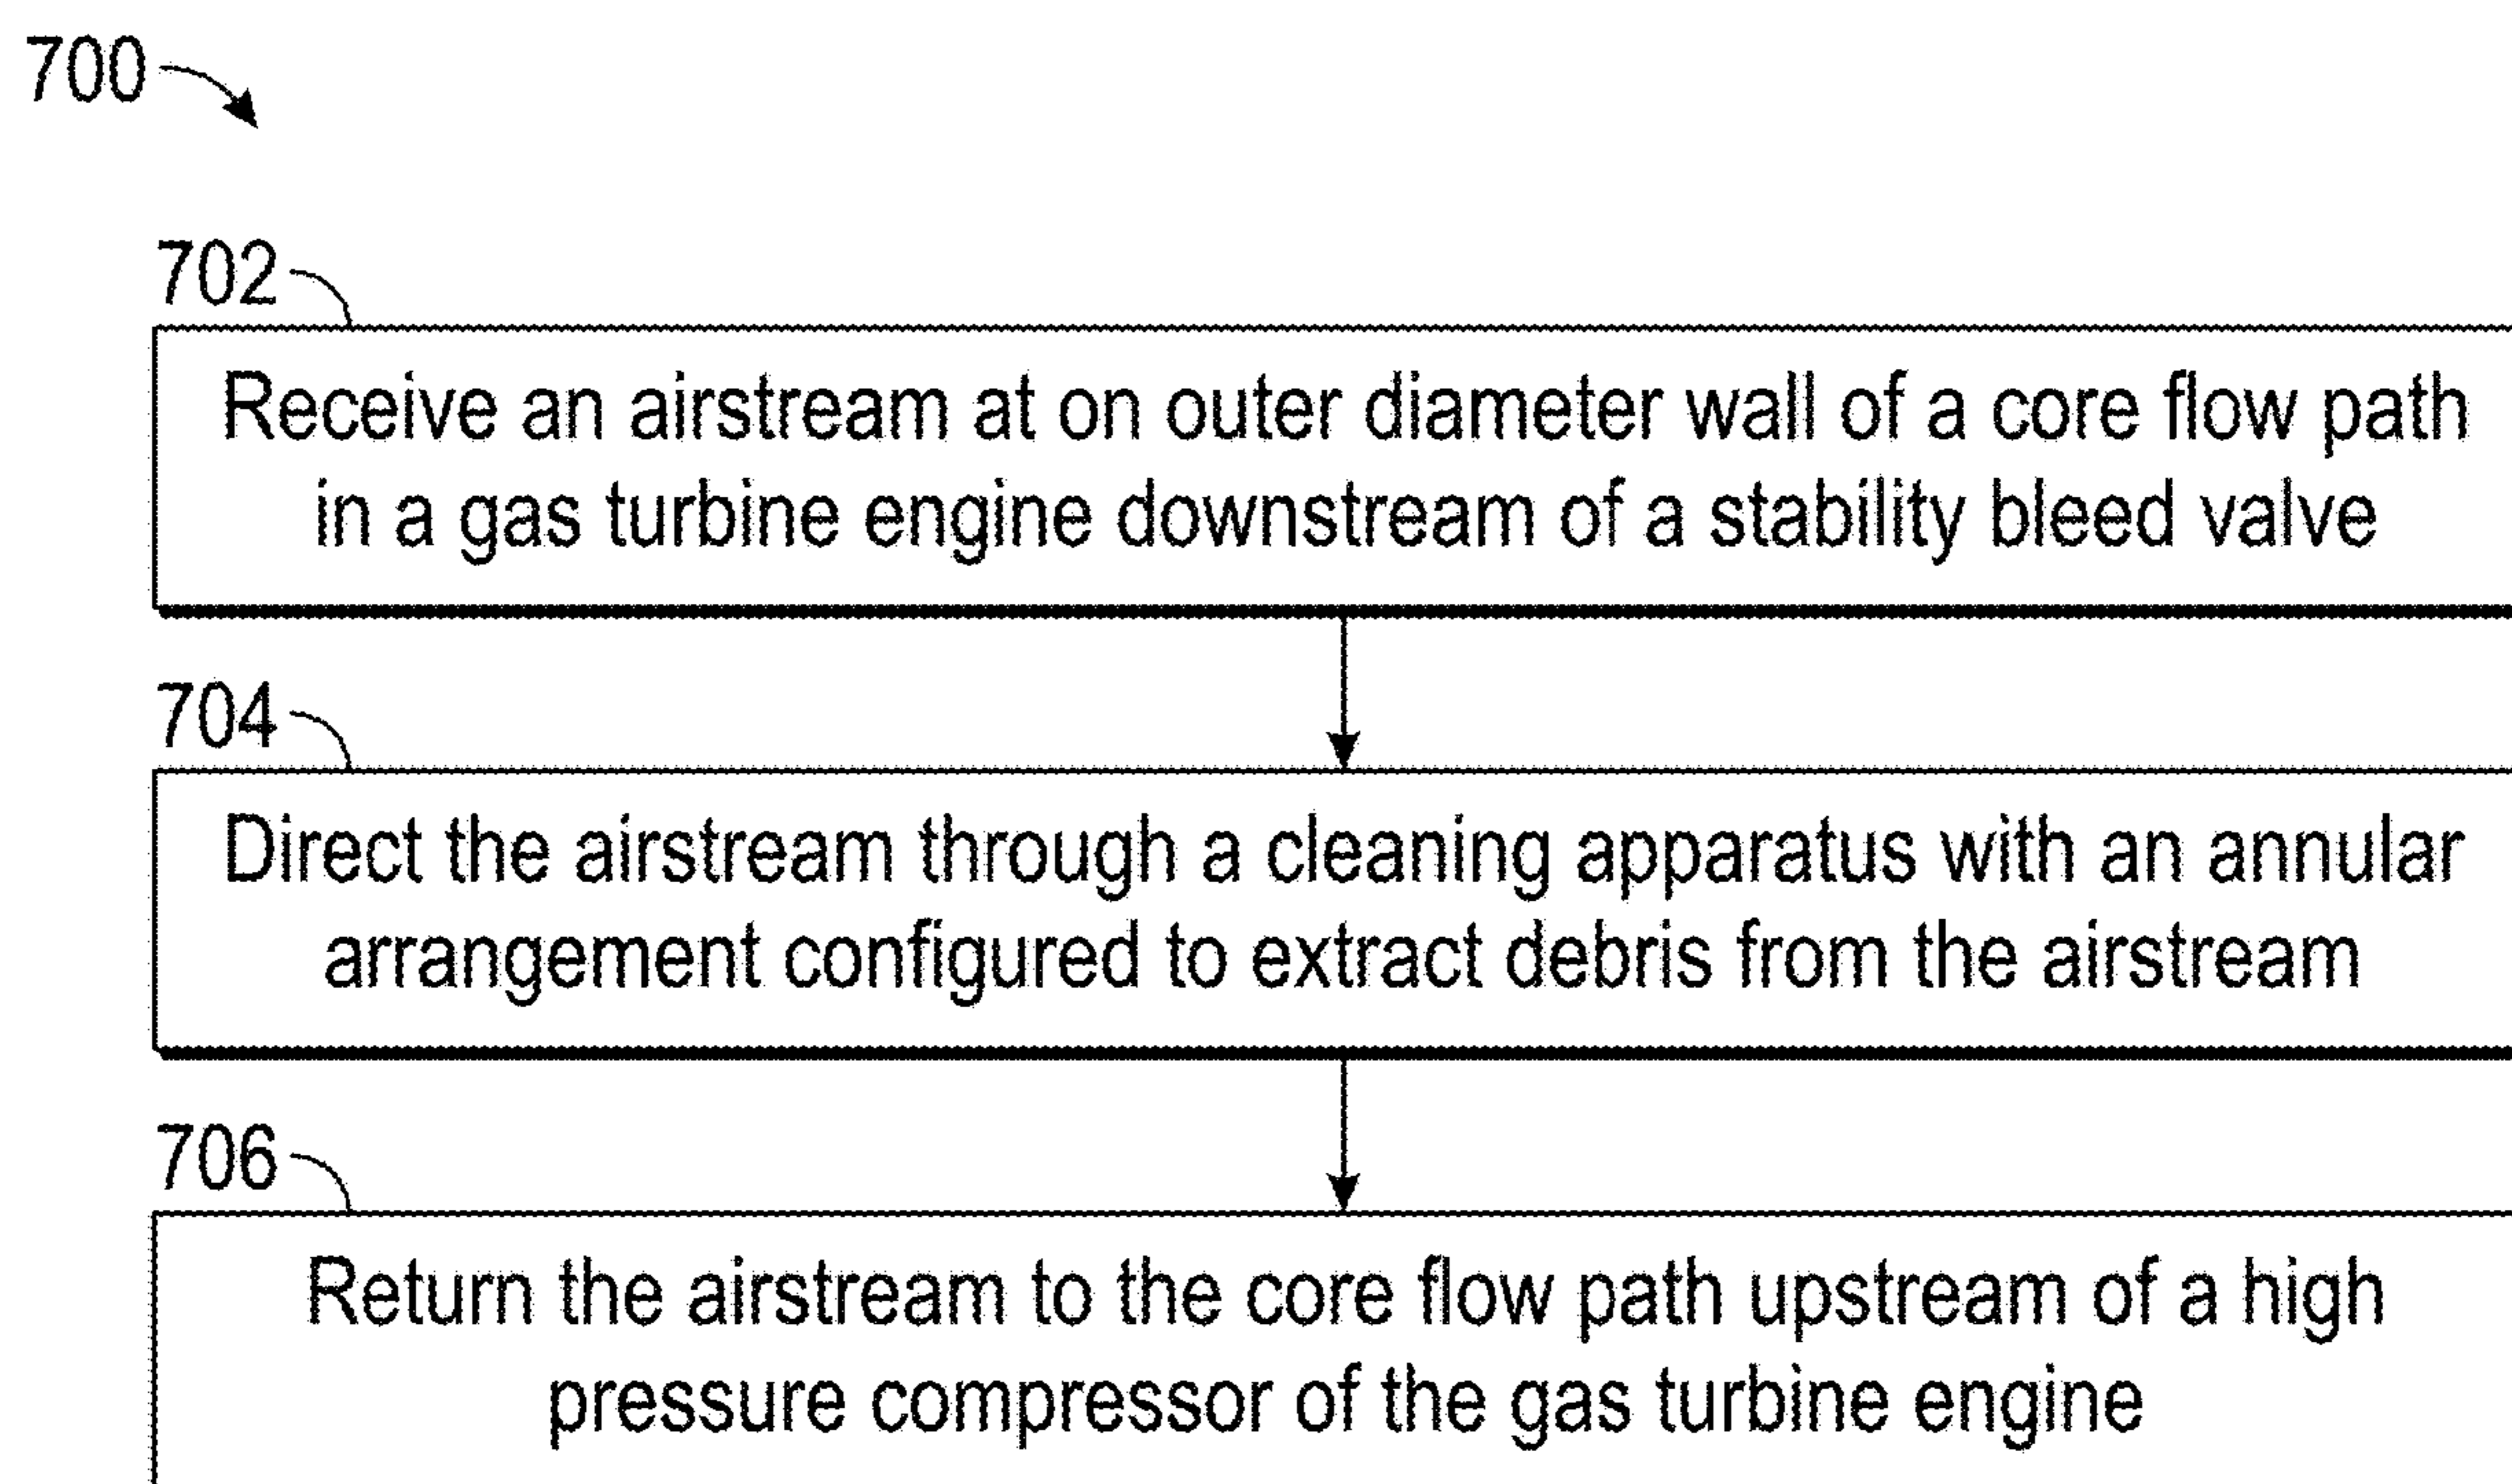 700
702
Receive an airstream at on outer diameter wall of a core flow path
in a gas turbine engine downstream of a stability bleed valve
704
Direct the airstream through a cleaning apparatus with an annular
arrangement configured to extract debris from the airstream
706
Return the airstream to the core flow path upstream of a high
pressure compressor of the gas turbine engine